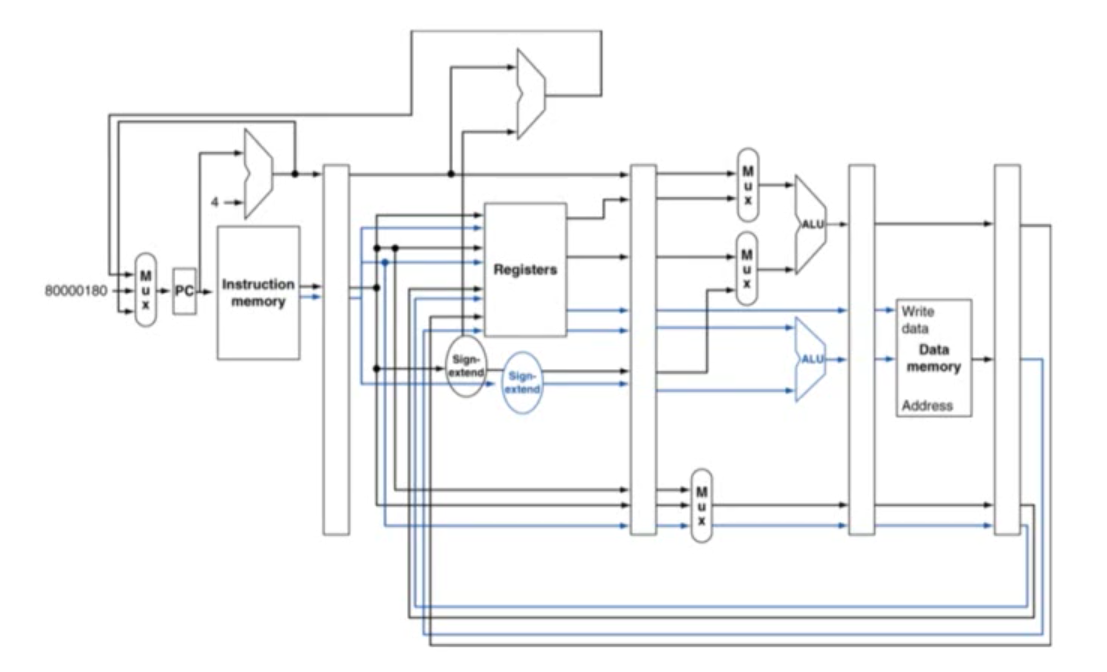 4
80000180
M
u
x
PC
Instruction
memory
Registers
Sign-
extend
Sign-
extend
M
u
x
M
u
x
ALU
ALU
Write
data
Data
memory
Address
M
u
x